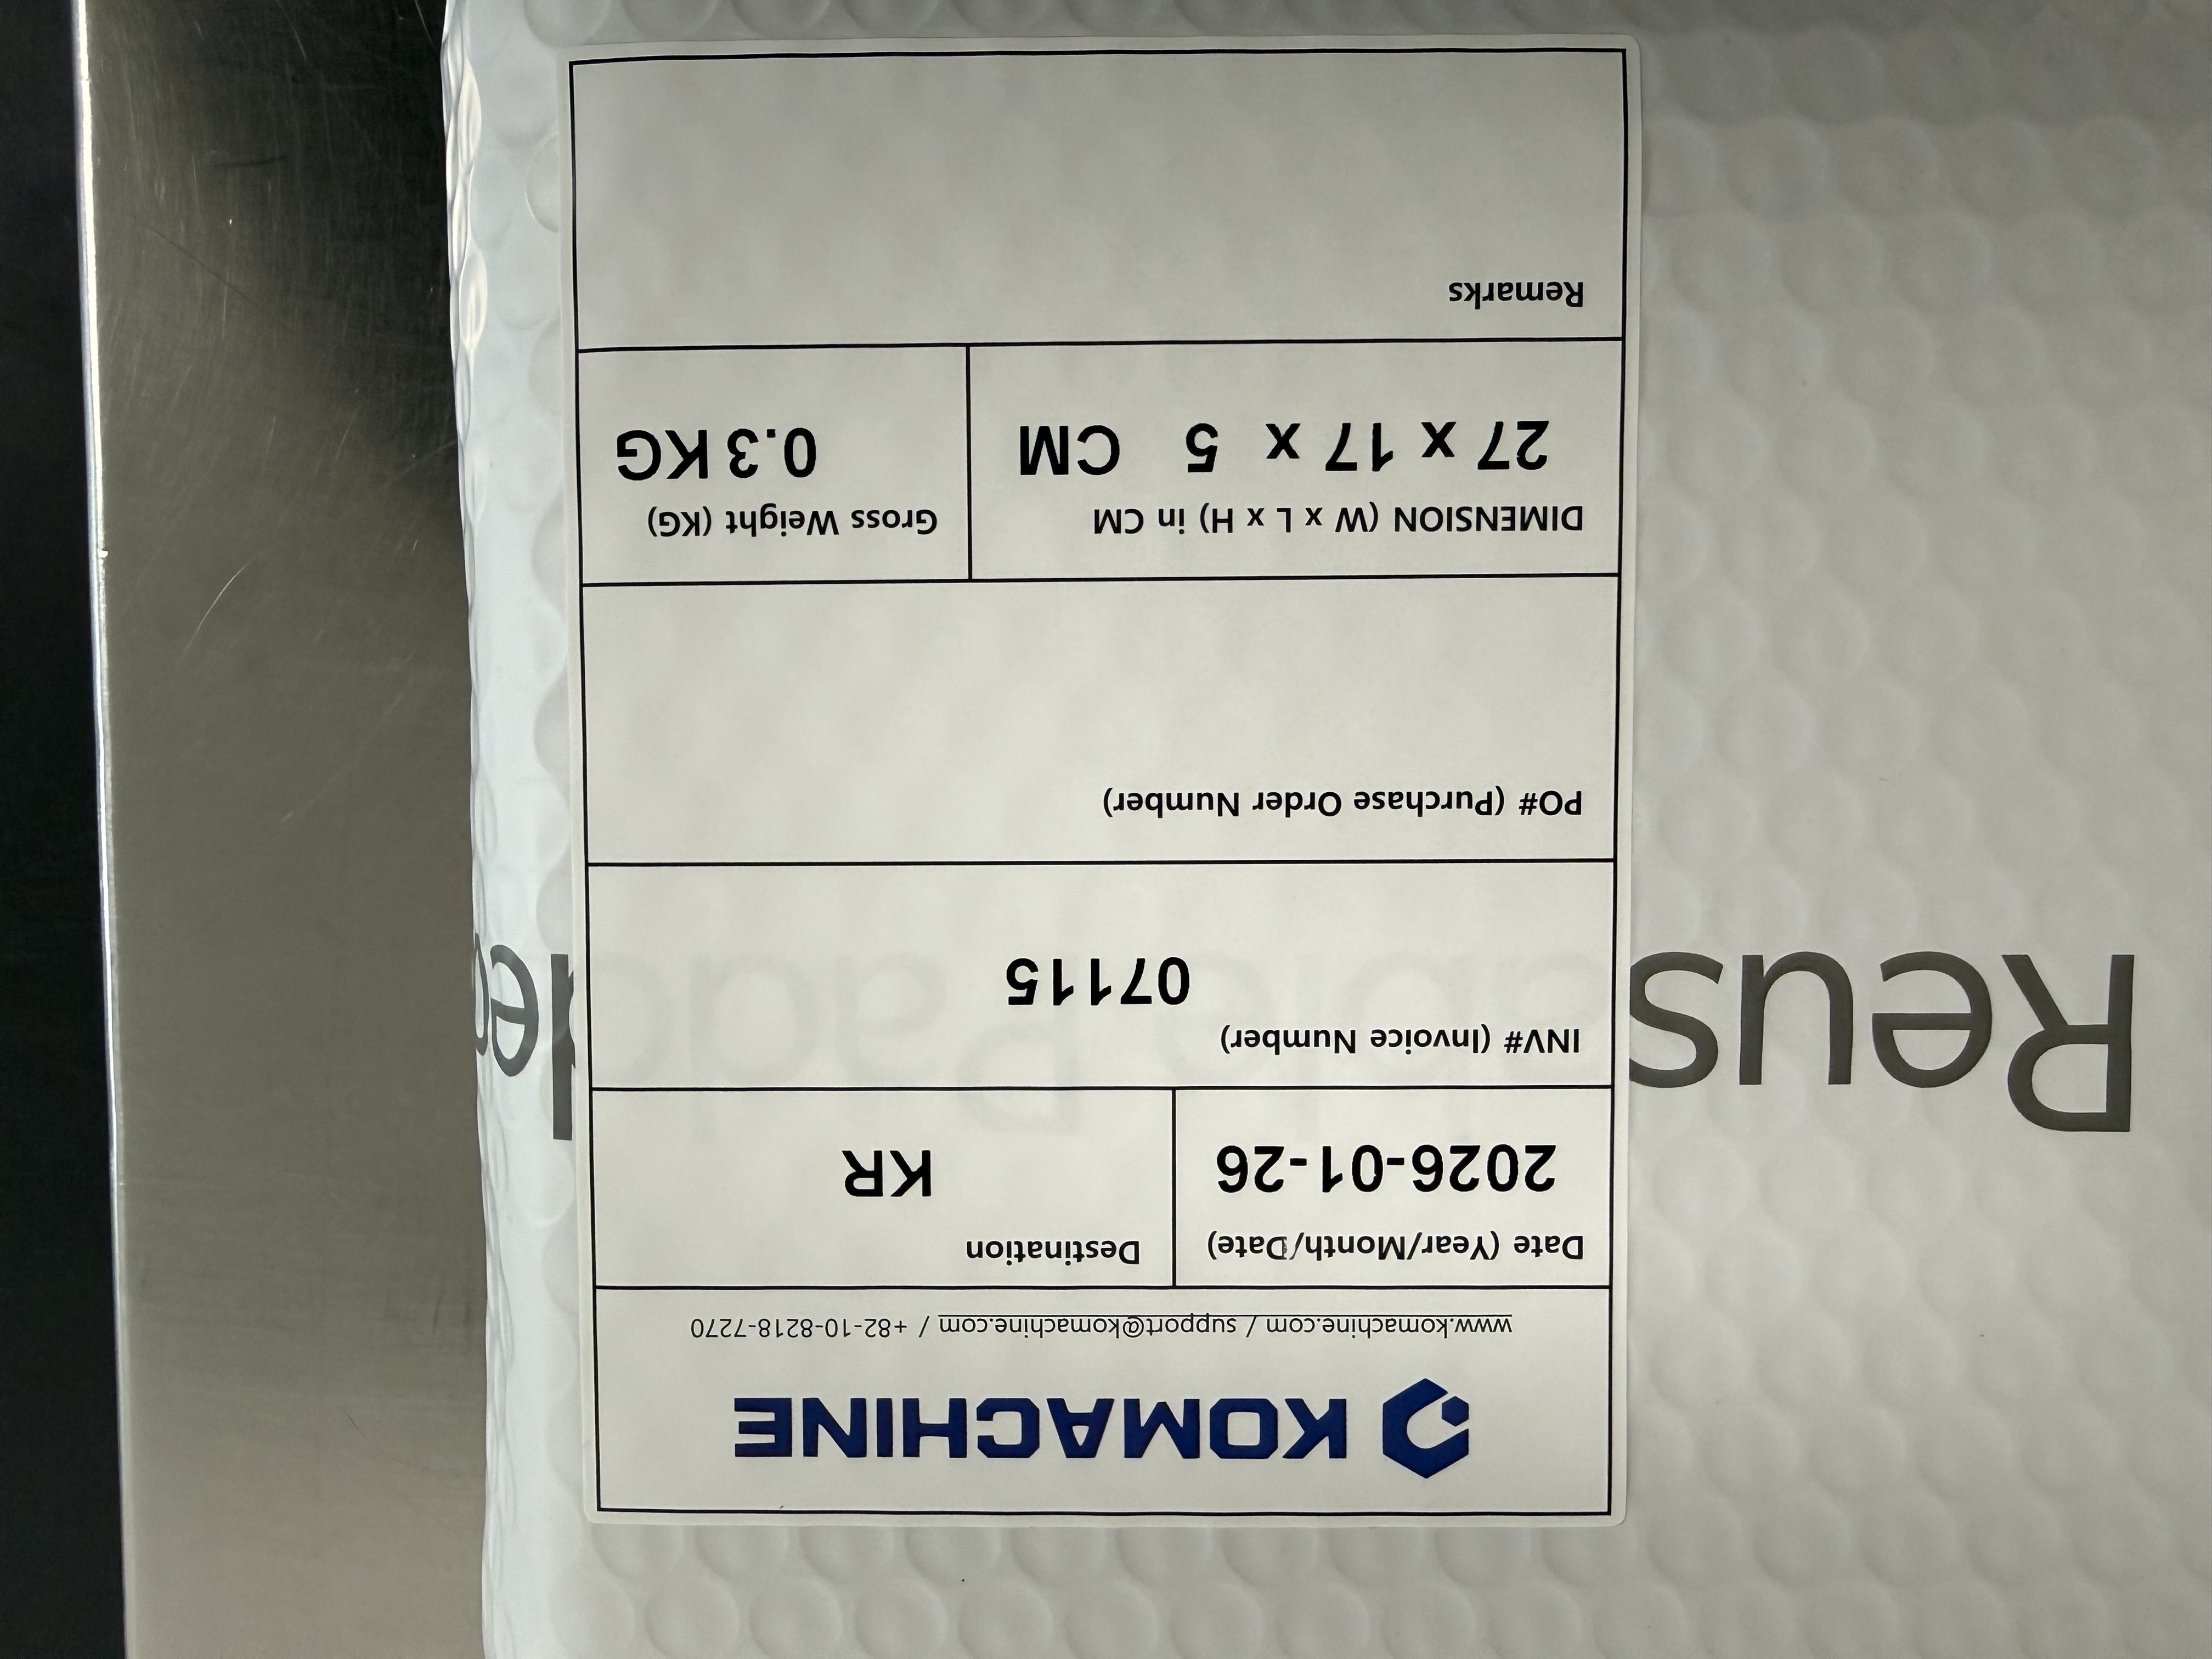 KOMACHINE
www.komachine.com / support@komachine.com / +82-10-8218-7270
Date (Year/Month/Date)
2026-01-26
Destination
KR
INV# (Invoice Number)
07115
Reus
PO# (Purchase Order Number)
DIMENSION (W x L x H) in CM
27 x 17 x 5 CM
Gross Weight (KG)
0.3 KG
Remarks